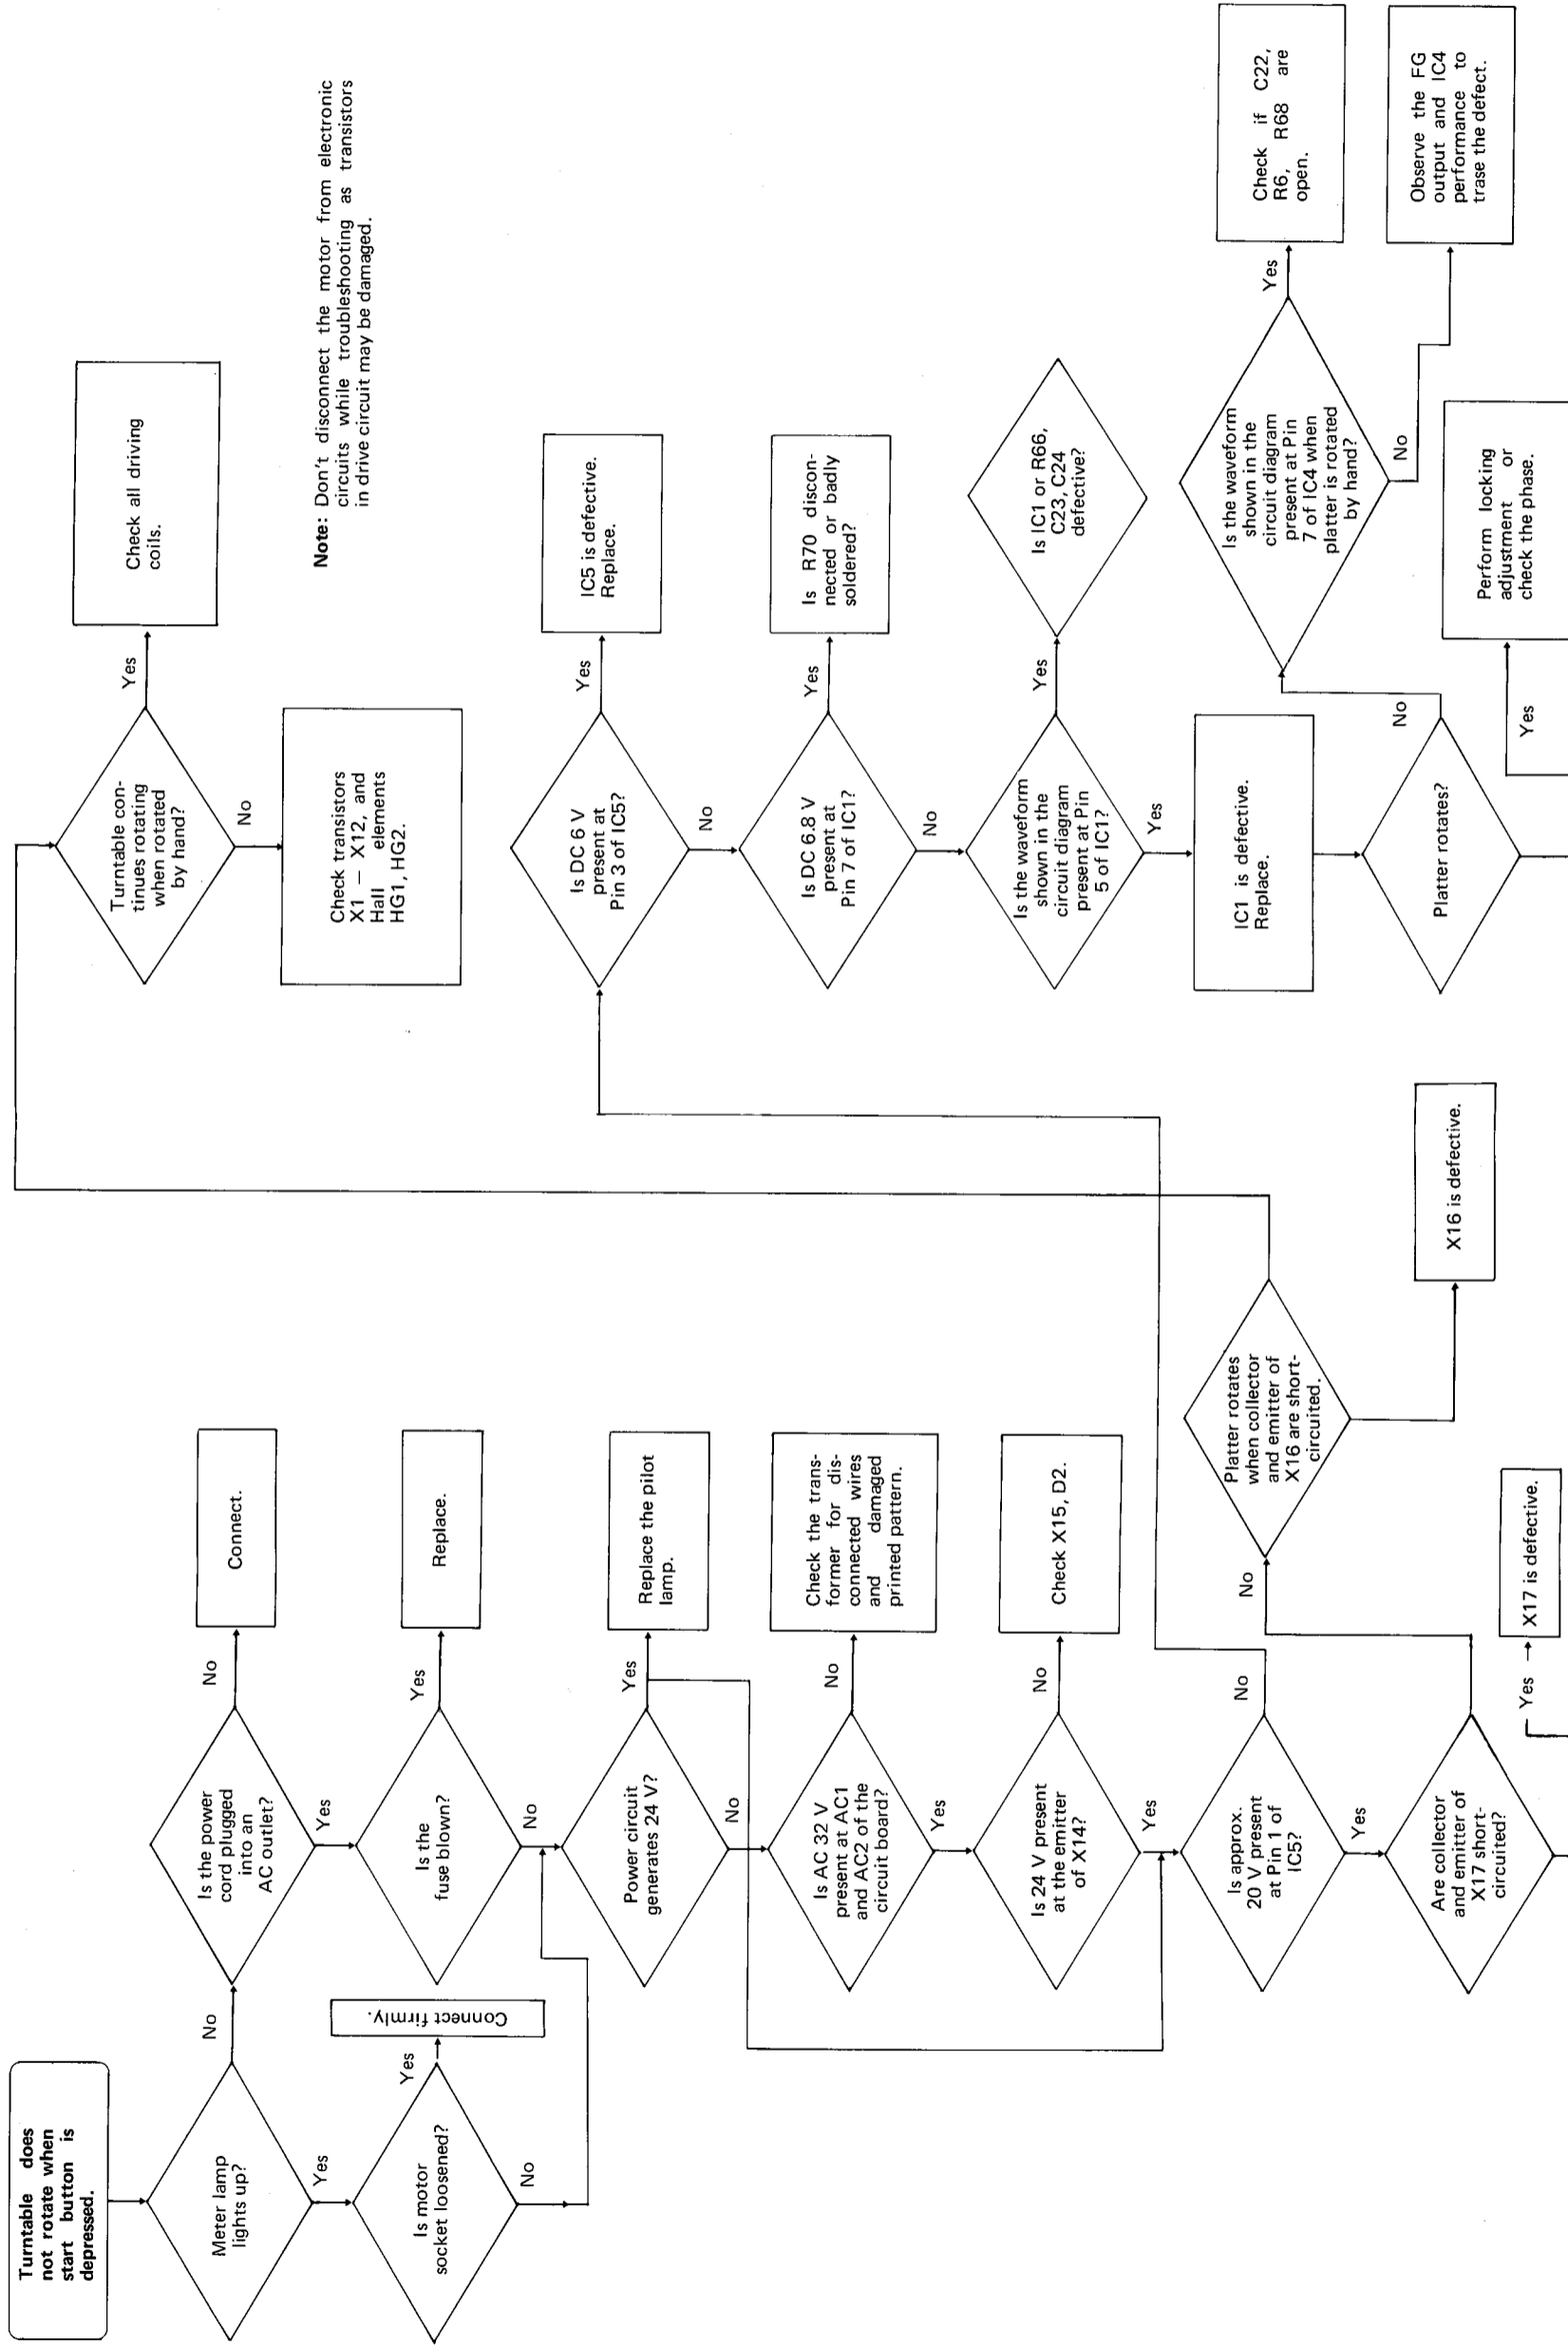 Turntable does
not rotate when
start button is
depressed.
Meter lamp
lights up?
No
Yes
Is motor
socket loosened?
Yes
Connect firmly.
No
Is the power
cord plugged
into an
AC outlet?
No
Connect.
Yes
Is the
fuse blown?
Yes
Replace.
No
Power circuit
generates 24 V?
Yes
Replace the pilot
lamp.
No
Is AC 32 V
present at AC1
and AC2 of the
circuit board?
No
Check the trans-
former for dis-
connected wires
and damaged
printed pattern.
Yes
Is 24 V present
at the emitter
of X14?
No
Check X15, D2.
Yes
Is approx.
20 V present
at Pin 1 of
IC5?
No
Yes
Are collector
and emitter of
X17 short-
circuited?
No
Yes
X17 is defective.
Platter rotates
when collector
and emitter of
X16 are short-
circuited.
X16 is defective.
Turntable con-
tinues rotating
when rotated
by hand?
Yes
Check all driving
coils.
No
Check transistors
X1 — X12, and
Hall elements
HG1, HG2.
Note: Don't disconnect the motor from electronic
circuits while troubleshooting as transistors
in drive circuit may be damaged.
Is DC 6 V
present at
Pin 3 of IC5?
Yes
IC5 is defective.
Replace.
No
Is DC 6.8 V
present at
Pin 7 of IC1?
Yes
Is R70 discon-
nected or badly
soldered?
No
Is the waveform
shown in the
circuit diagram
present at Pin
5 of IC1?
Yes
Is IC1 or R66,
C23, C24
defective?
Yes
IC1 is defective.
Replace.
Platter rotates?
No
Is the waveform
shown in the
circuit diagram
present at Pin
7 of IC4 when
platter is rotated
by hand?
Yes
Check if C22,
R6, R68 are
open.
No
Observe the FG
output and IC4
performance to
trase the defect.
Yes
Perform locking
adjustment or
check the phase.